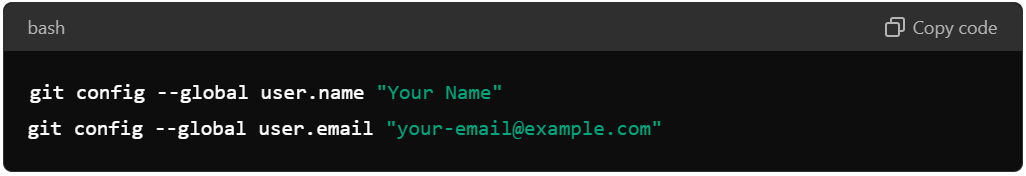 bash
Copy code
git config --global user.name "Your Name"
git config --global user.email "your-email@example.com"